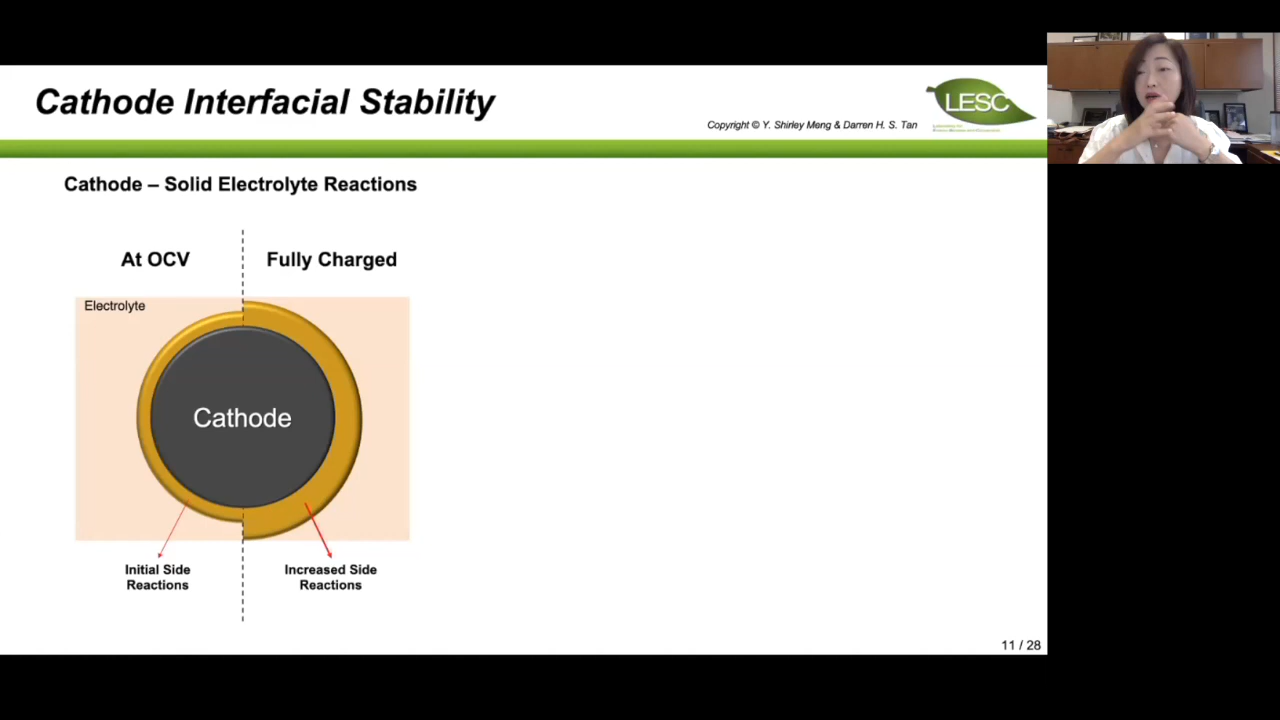 Cathode Interfacial Stability
Copyright © Y. Shirley Meng & Darren H. S. Tan
LESC
Cathode – Solid Electrolyte Reactions
At OCV
Fully Charged
Electrolyte
Cathode
Initial Side
Reactions
Increased Side
Reactions
11 / 28